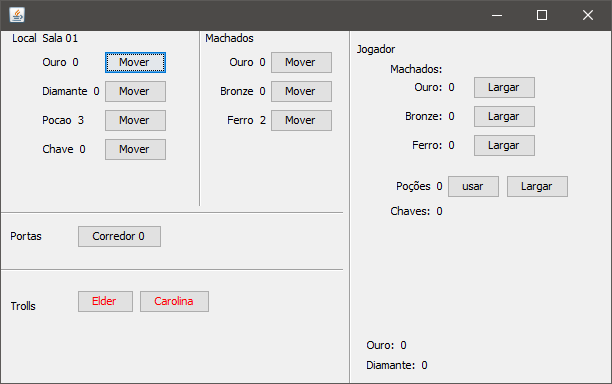 Local Sala 01
Ouro 0 Mover
Diamante 0 Mover
Pocao 3 Mover
Chave 0 Mover
Machados
Ouro 0 Mover
Bronze 0 Mover
Ferro 2 Mover
Portas Corredor 0
Trolls Elder Carolina
Jogador
Machados:
Ouro: 0 Largar
Bronze: 0 Largar
Ferro: 0 Largar
Poções 0 usar Largar
Chaves: 0
Ouro: 0
Diamante: 0